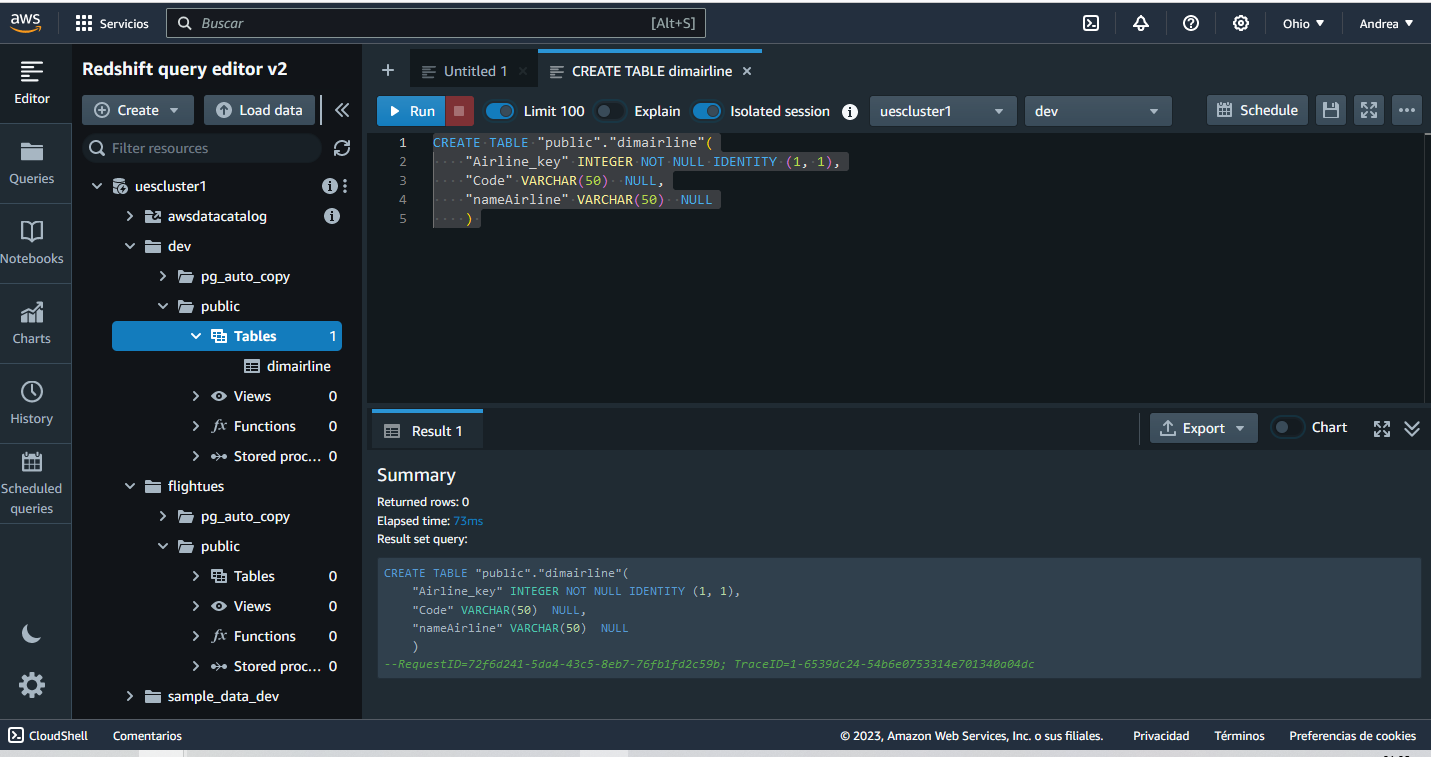 aws
Servicios
Buscar
[Alt+S]
Ohio
Andrea
Editor
Queries
Notebooks
Charts
History
Scheduled
queries
Redshift query editor v2
Create
Load data
Filter resources
uescluster1
awsdatacatalog
dev
pg_auto_copy
public
Tables 1
dimairline
Views 0
fx Functions 0
Stored proc... 0
flightues
pg_auto_copy
public
Tables 0
Views 0
fx Functions 0
Stored proc... 0
sample_data_dev
Untitled 1
CREATE TABLE dimairline
Run
Limit 100
Explain
Isolated session
uescluster1
dev
Schedule
1 CREATE TABLE "public"."dimairline"(
2 "Airline_key" INTEGER NOT NULL IDENTITY (1, 1),
3 "Code" VARCHAR(50) NULL,
4 "nameAirline" VARCHAR(50) NULL
5 )
Result 1
Export
Chart
Summary
Returned rows: 0
Elapsed time: 73ms
Result set query:
CREATE TABLE "public"."dimairline"(
"Airline_key" INTEGER NOT NULL IDENTITY (1, 1),
"Code" VARCHAR(50) NULL,
"nameAirline" VARCHAR(50) NULL
)
--RequestID=72f6d241-5da4-43c5-8eb7-76fb1fd2c59b; TraceID=1-6539dc24-54b6e0753314e701340a04dc
CloudShell
Comentarios
© 2023, Amazon Web Services, Inc. o sus filiales.
Privacidad
Términos
Preferencias de cookies